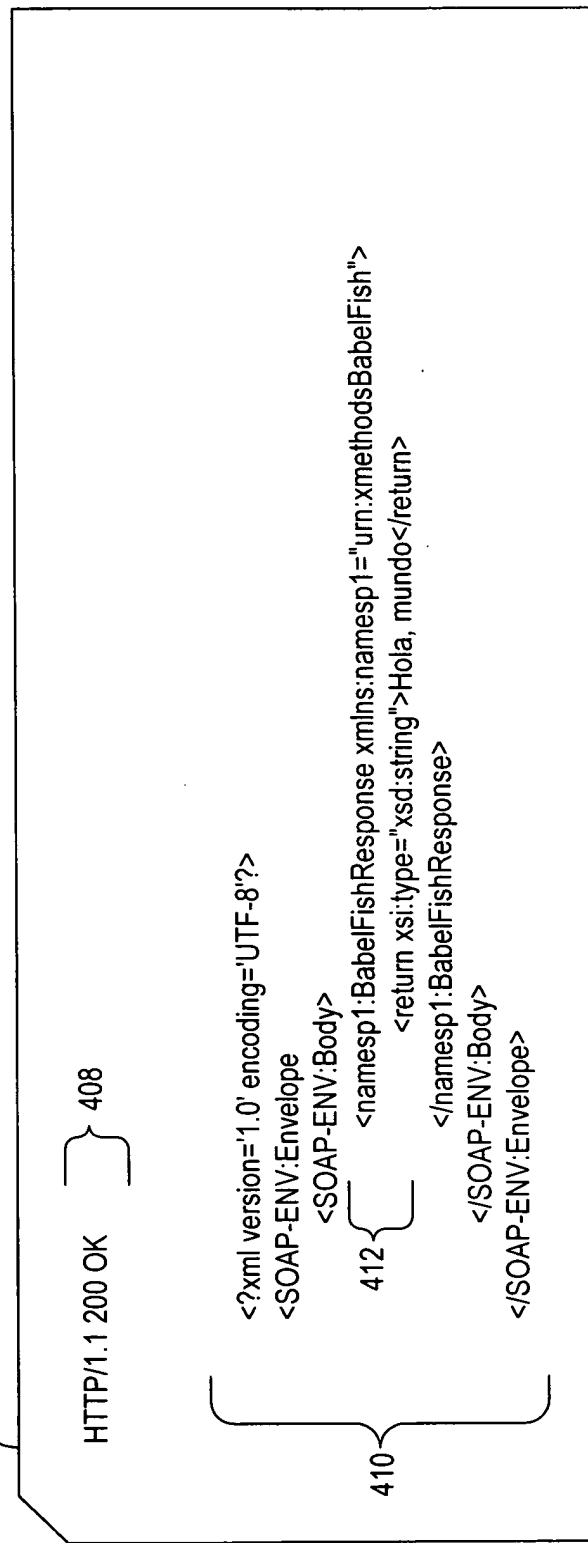 HTTP/1.1 200 OK
408
<?xml version='1.0' encoding='UTF-8'?>
<SOAP-ENV:Envelope
<SOAP-ENV:Body>
<namesp1:BabelFishResponse xmlns:namesp1="urn:xmethodsBabelFish">
412
<return xsi:type="xsd:string">Hola, mundo</return>
</namesp1:BabelFishResponse>
410
</SOAP-ENV:Body>
</SOAP-ENV:Envelope>